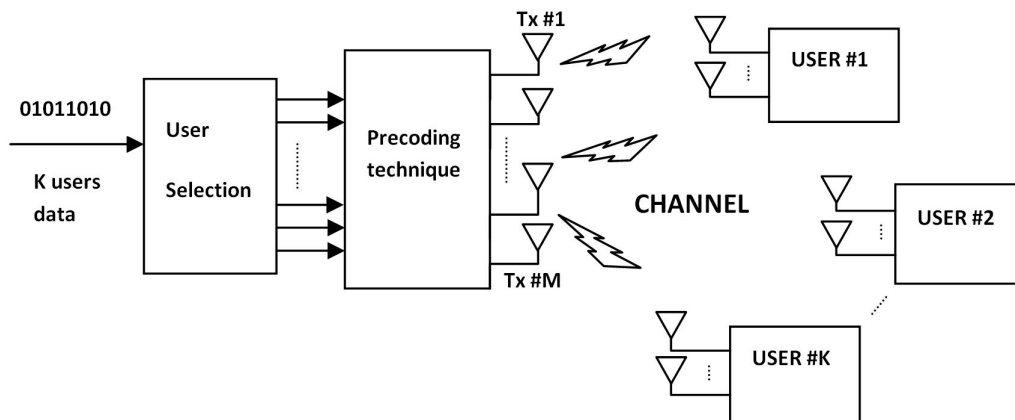 Tx #1
USER #1
01011010
User
Selection
Precoding
technique
K users
data
CHANNEL
USER #2
Tx #M
USER #K